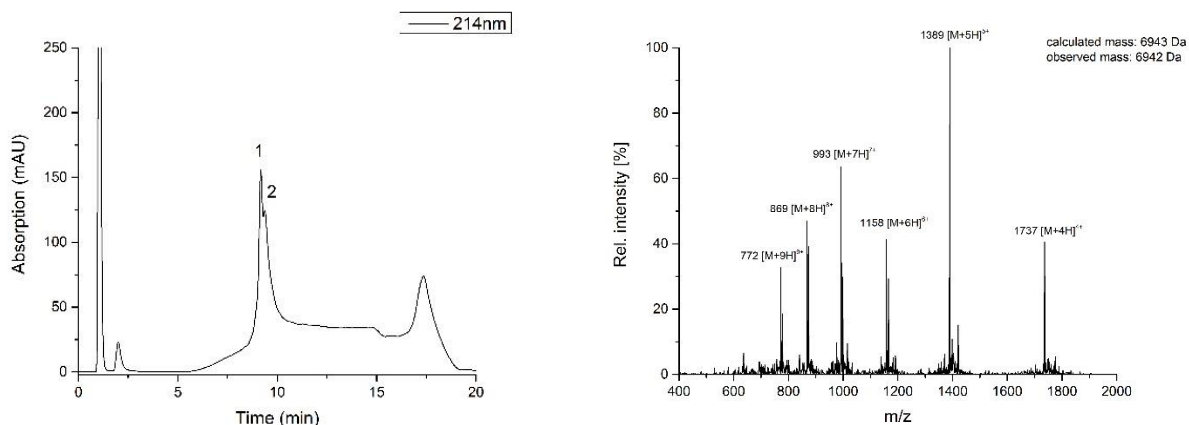 214nm
250
200
150
100
50
0
0
5
10
15
20
Absorption (mAU)
Time (min)
1
2
calculated mass: 6943 Da
observed mass: 6942 Da
1389 [M+5H]⁵⁺
993 [M+7H]⁷⁺
869 [M+8H]⁸⁺
1158 [M+6H]⁶⁺
772 [M+9H]⁹⁺
1737 [M+4H]⁴⁺
100
80
60
40
20
0
400
600
800
1000
1200
1400
1600
1800
2000
Rel. intensity [%]
m/z